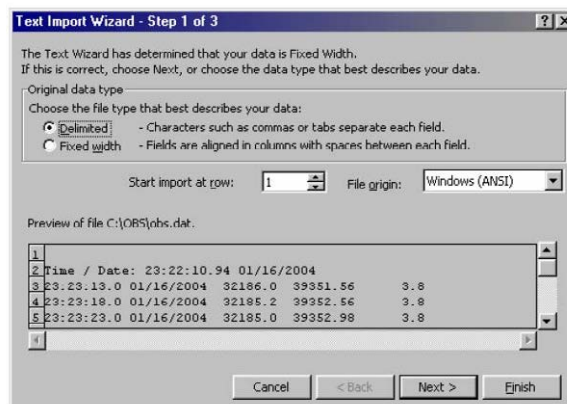 Text Import Wizard - Step 1 of 3
The Text Wizard has determined that your data is Fixed Width.
If this is correct, choose Next, or choose the data type that best describes your data.
Original data type
Choose the file type that best describes your data:
Delimited - Characters such as commas or tabs separate each field.
Fixed width - Fields are aligned in columns with spaces between each field.
Start import at row: 1 File origin: Windows (ANSI)
Preview of file C:\OBS\obs.dat.
1
2 Time / Date: 23:22:10.94 01/16/2004
3 23:23:13.0 01/16/2004 32186.0 39351.56 3.8
4 23:23:18.0 01/16/2004 32185.2 39352.56 3.8
5 23:23:23.0 01/16/2004 32185.0 39352.98 3.8
Cancel < Back Next > Finish